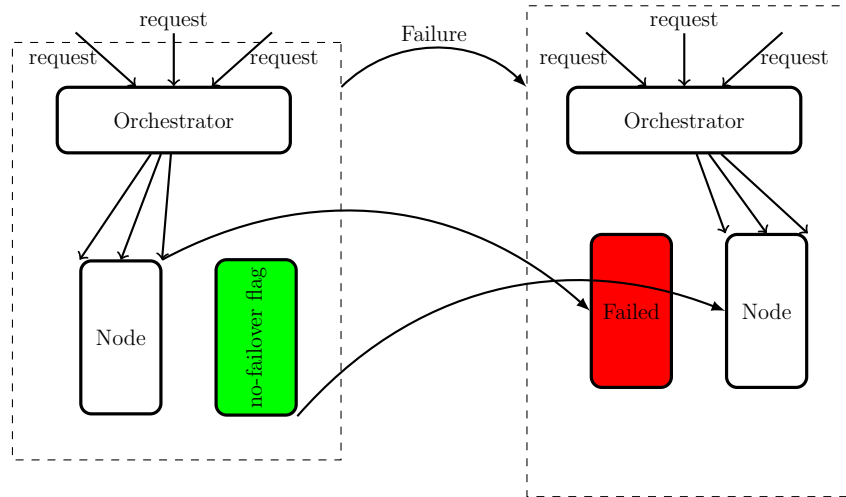 request
request
request
Orchestrator
Node
no-failover flag
Failure
request
request
request
Orchestrator
Failed
Node